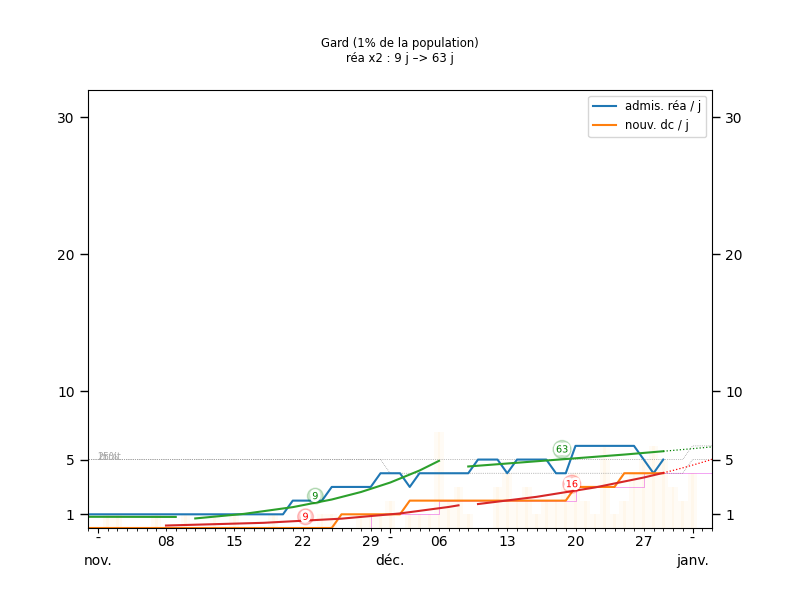 Gard (1% de la population)
réa x2 : 9 j –> 63 j
admis. réa / j
nouv. dc / j
30 30
20 20
10 10
5 5
1 1
63
16
9
9
- 08 15 22 29 - 06 13 20 27 -
nov. déc. janv.